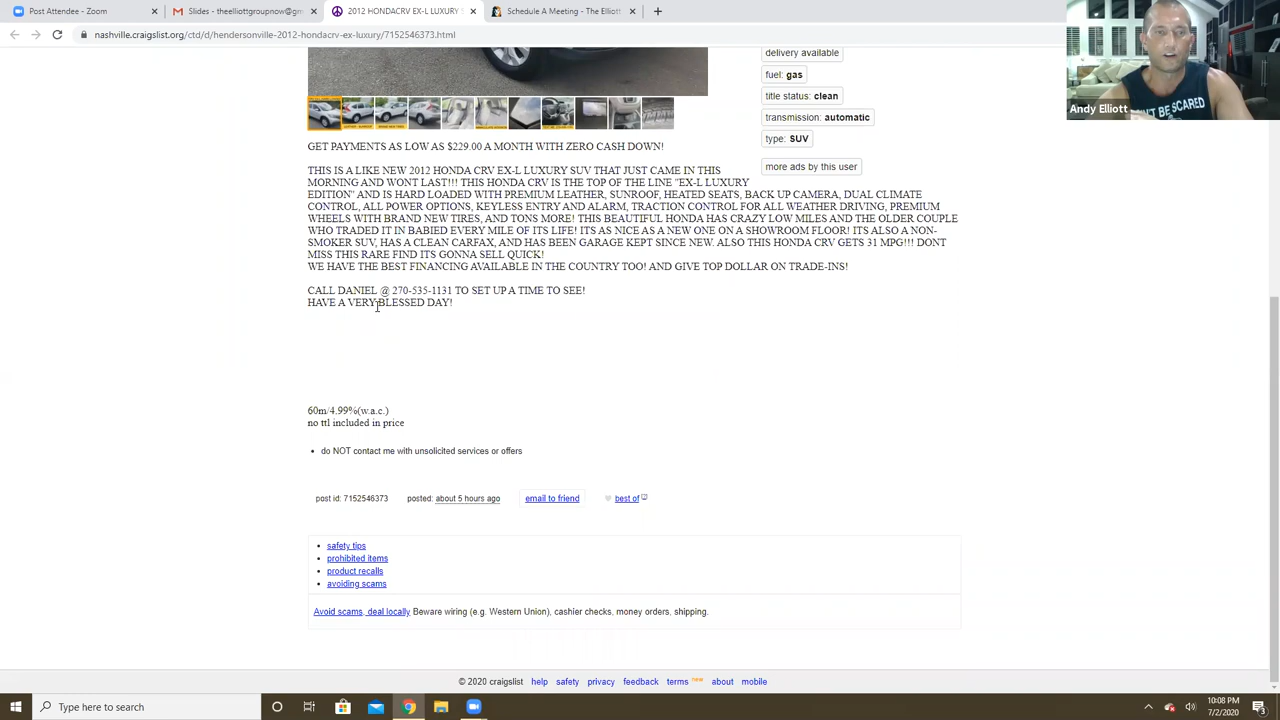 Post Attendee - Zoom
Slides - theelliottgroupnow@gm
2012 HONDACRV EX-L LUXURY S
Schedule A Meeting - The Elliott
nashville.craigslist.org/ctd/d/hendersonville-2012-hondacrv-ex-luxury/7152546373.html
Andy Elliott
delivery available
fuel: gas
title status: clean
transmission: automatic
type: SUV
more ads by this user
GET PAYMENTS AS LOW AS $229.00 A MONTH WITH ZERO CASH DOWN!
THIS IS A LIKE NEW 2012 HONDA CRV EX-L LUXURY SUV THAT JUST CAME IN THIS
MORNING AND WONT LAST!!! THIS HONDA CRV IS THE TOP OF THE LINE "EX-L LUXURY
EDITION" AND IS HARD LOADED WITH PREMIUM LEATHER, SUNROOF, HEATED SEATS, BACK UP CAMERA, DUAL CLIMATE
CONTROL, ALL POWER OPTIONS, KEYLESS ENTRY AND ALARM, TRACTION CONTROL FOR ALL WEATHER DRIVING, PREMIUM
WHEELS WITH BRAND NEW TIRES, AND TONS MORE! THIS BEAUTIFUL HONDA HAS CRAZY LOW MILES AND THE OLDER COUPLE
WHO TRADED IT IN BABIED EVERY MILE OF ITS LIFE! ITS AS NICE AS A NEW ONE ON A SHOWROOM FLOOR! ITS ALSO A NON-
SMOKER SUV, HAS A CLEAN CARFAX, AND HAS BEEN GARAGE KEPT SINCE NEW. ALSO THIS HONDA CRV GETS 31 MPG!!! DONT
MISS THIS RARE FIND ITS GONNA SELL QUICK!
WE HAVE THE BEST FINANCING AVAILABLE IN THE COUNTRY TOO! AND GIVE TOP DOLLAR ON TRADE-INS!
CALL DANIEL @ 270-535-1131 TO SET UP A TIME TO SEE!
HAVE A VERY BLESSED DAY!
60m/4.99%(w.a.c.)
no ttl included in price
do NOT contact me with unsolicited services or offers
post id: 7152546373 posted: about 5 hours ago email to friend best of
safety tips
prohibited items
product recalls
avoiding scams
Avoid scams, deal locally Beware wiring (e.g. Western Union), cashier checks, money orders, shipping.
© 2020 craigslist help safety privacy feedback terms new about mobile
Type here to search
10:08 PM
7/2/2020